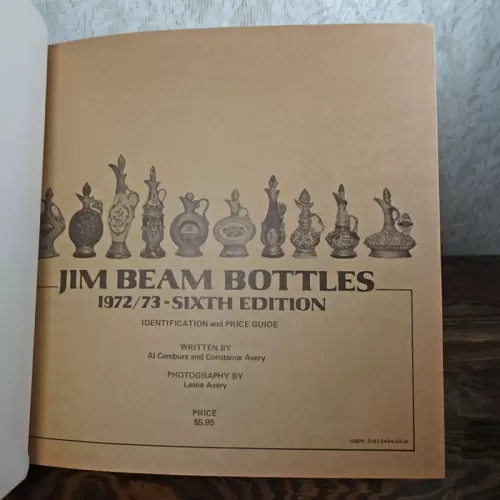 JIM BEAM BOTTLES
1972/73-SIXTH EDITION
IDENTIFICATION and PRICE GUIDE
WRITTEN BY
Al Cembura and Constance Avery
PHOTOGRAPHY BY
Leslie Avery
PRICE
$5.95